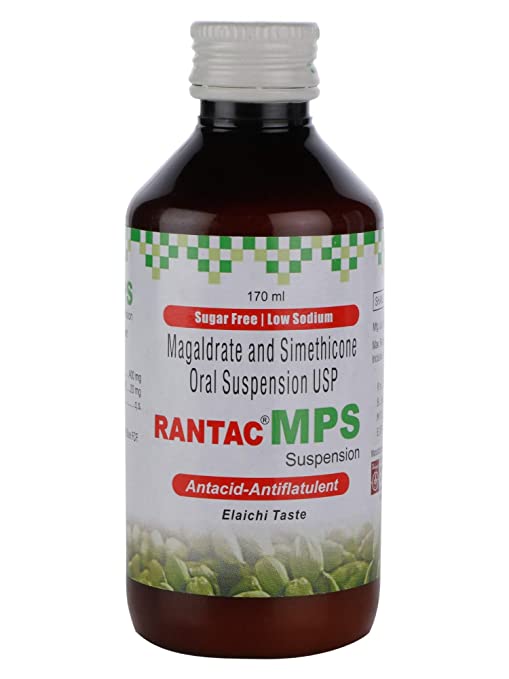 170 ml
Sugar Free | Low Sodium
Magaldrate and Simethicone
Oral Suspension USP
RANTAC® MPS
Suspension
Antacid-Antiflatulent
Elaichi Taste